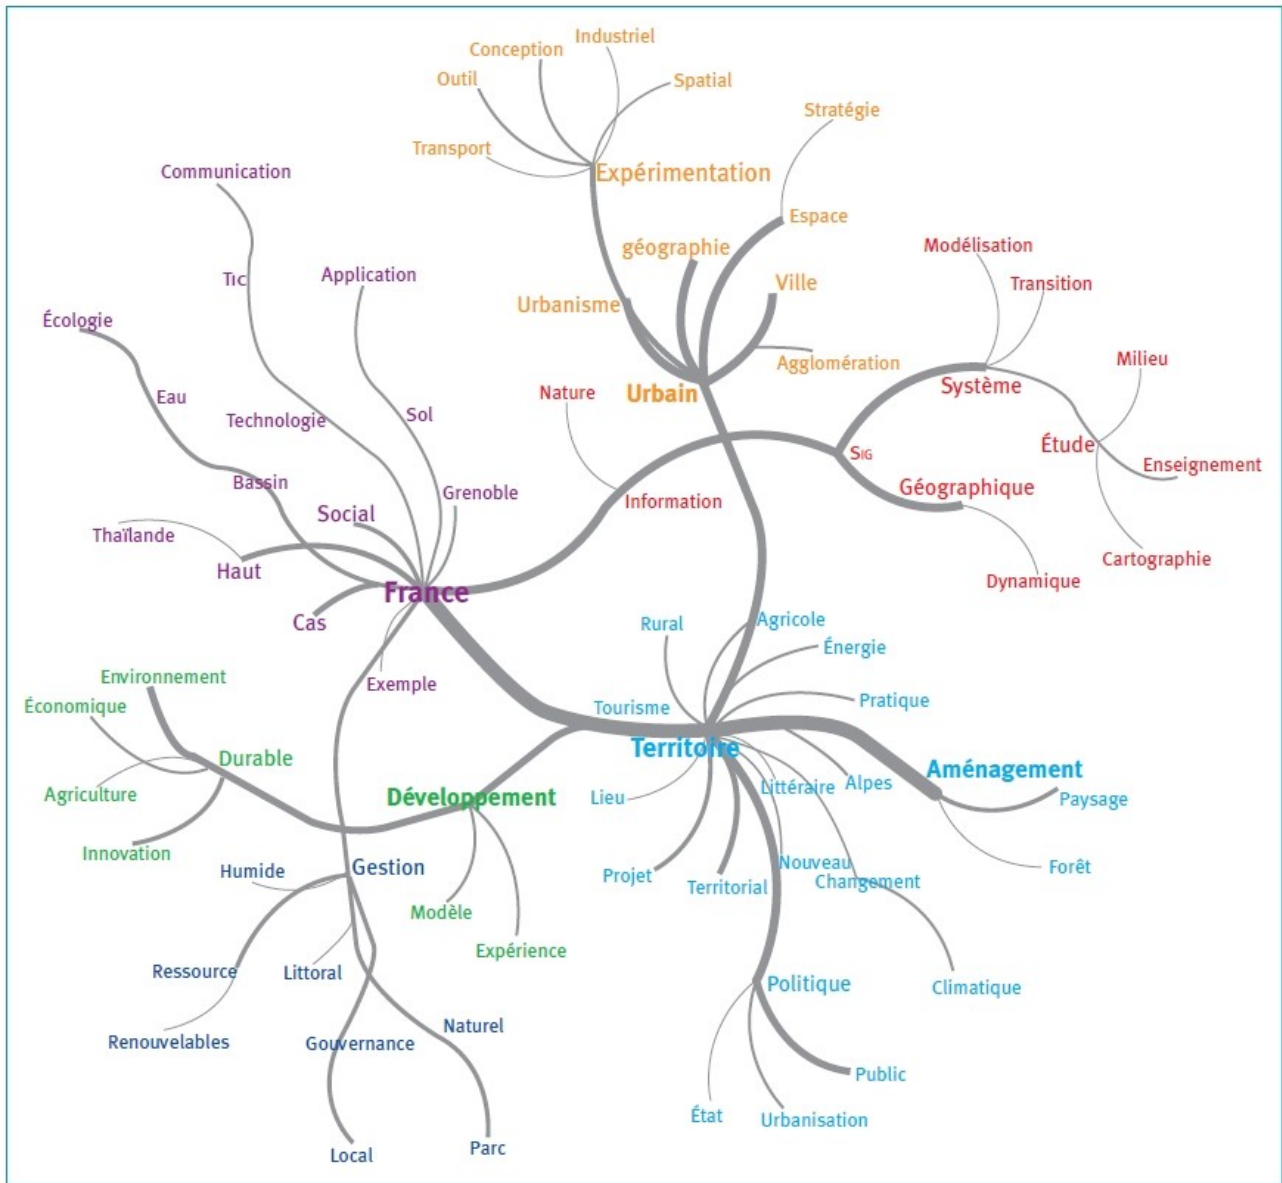 Industriel
Conception
Outil
Spatial
Stratégie
Transport
Expérimentation
Communication
Espace
géographie
Modélisation
Tic
Application
Ville
Transition
Urbanisme
Écologie
Agglomération
Milieu
Système
Urbain
Nature
Eau
Sol
Technologie
Étude
Sig
Enseignement
Bassin
Géographique
Grenoble
Information
Social
Thaïlande
Cartographie
Haut
Dynamique
France
Cas
Agricole
Rural
Énergie
Environnement
Exemple
Pratique
Économique
Tourisme
Territoire
Durable
Aménagement
Alpes
Littéraire
Agriculture
Développement
Lieu
Paysage
Innovation
Nouveau
Gestion
Forêt
Humide
Projet
Changement
Territorial
Modèle
Expérience
Ressource
Littoral
Politique
Climatique
Naturel
Renouvelables
Gouvernance
Public
État
Urbanisation
Parc
Local